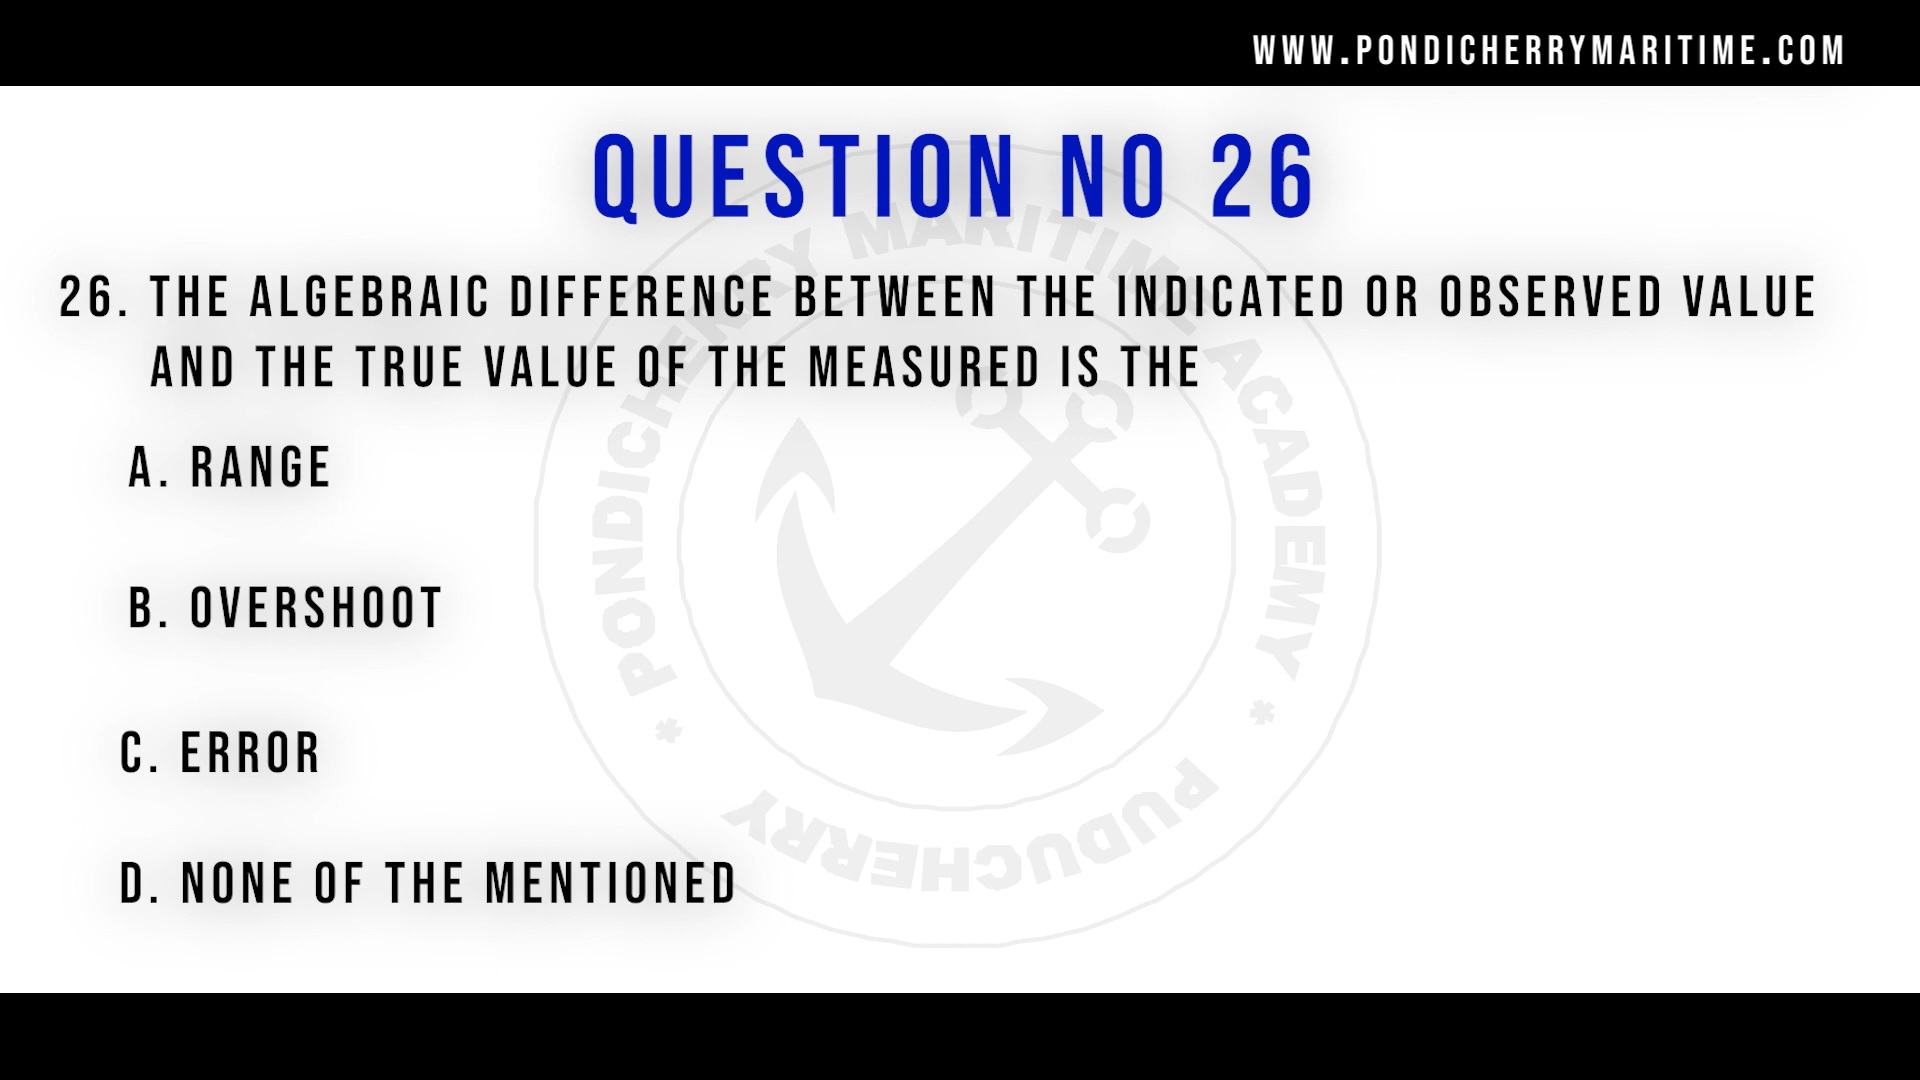 WWW.PONDICHERRYMARITIME.COM
QUESTION NO 26
26. THE ALGEBRAIC DIFFERENCE BETWEEN THE INDICATED OR OBSERVED VALUE
AND THE TRUE VALUE OF THE MEASURED IS THE
A. RANGE
B. OVERSHOOT
C. ERROR
D. NONE OF THE MENTIONED
PONDICHERRY MARITIME ACADEMY
* PUDUCHERRY *